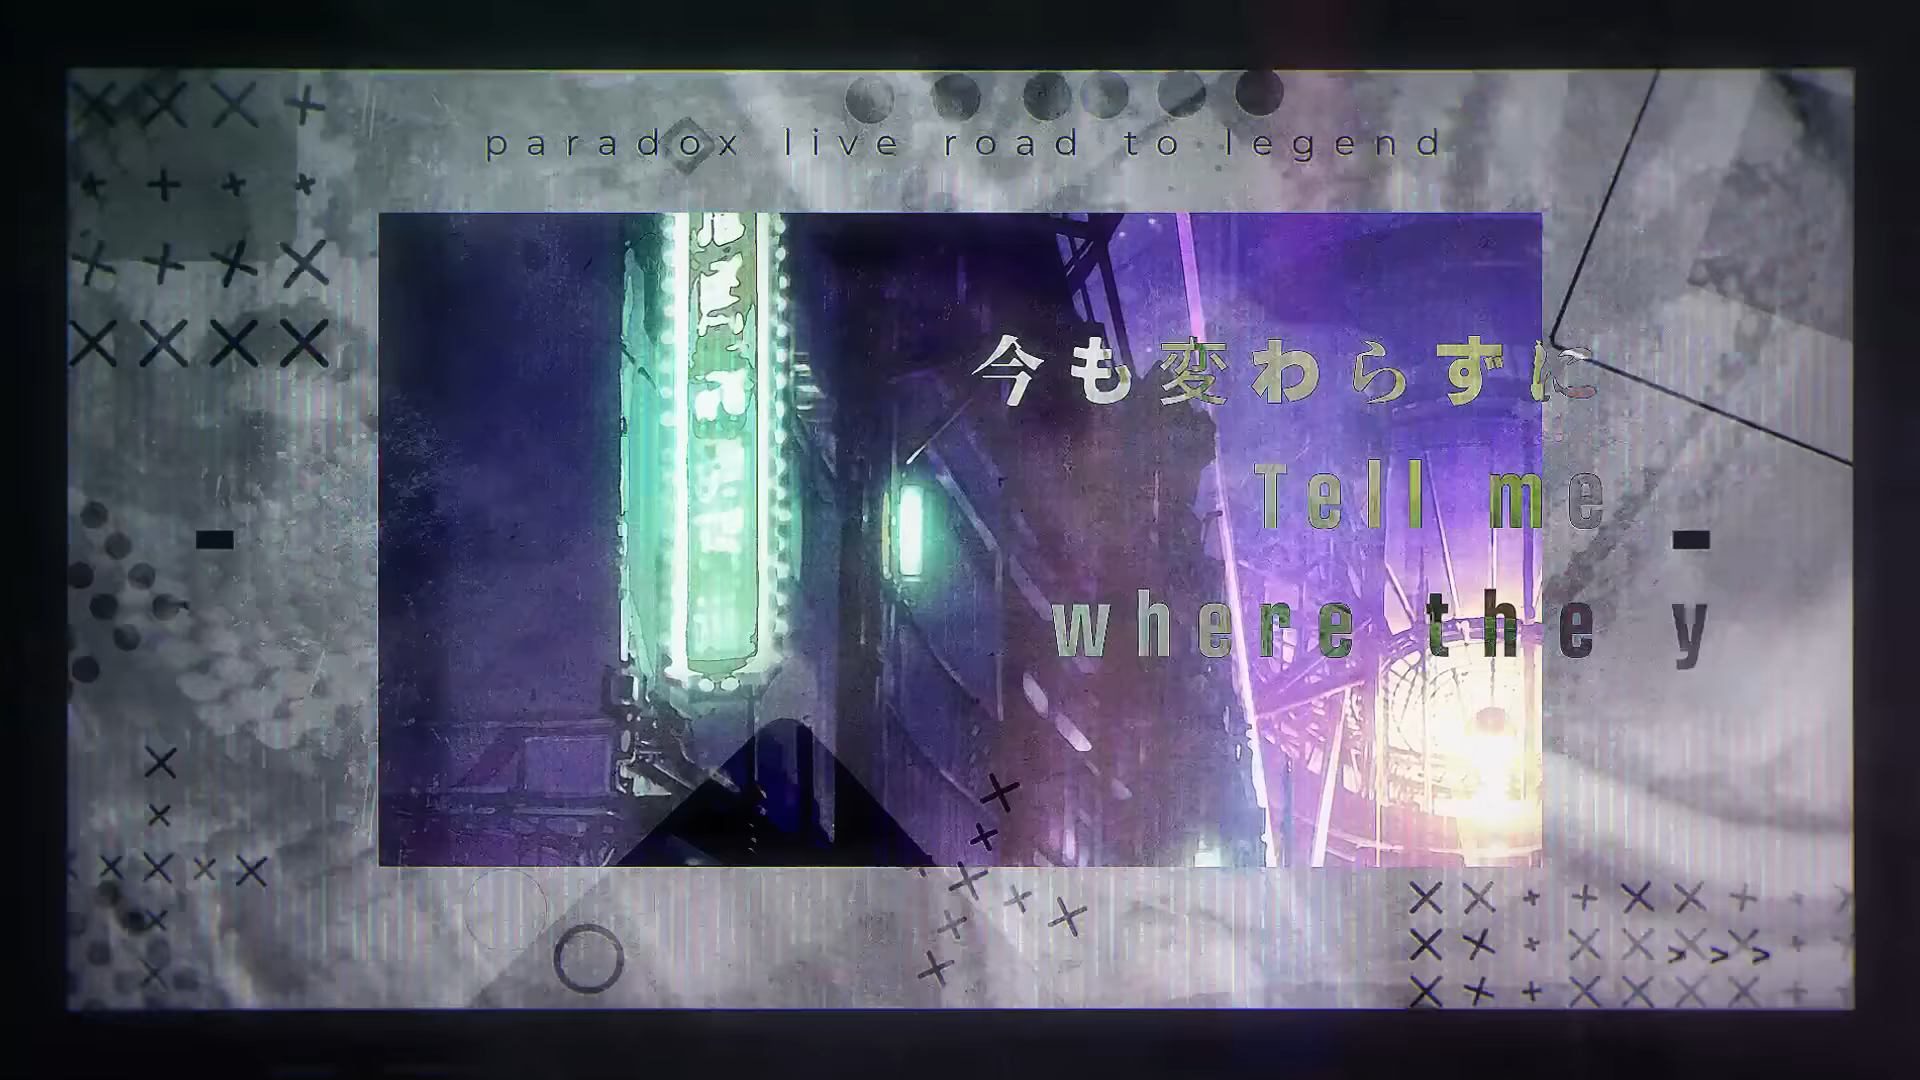 paradox live road to legend
今も変わらずに
Tell me
where they